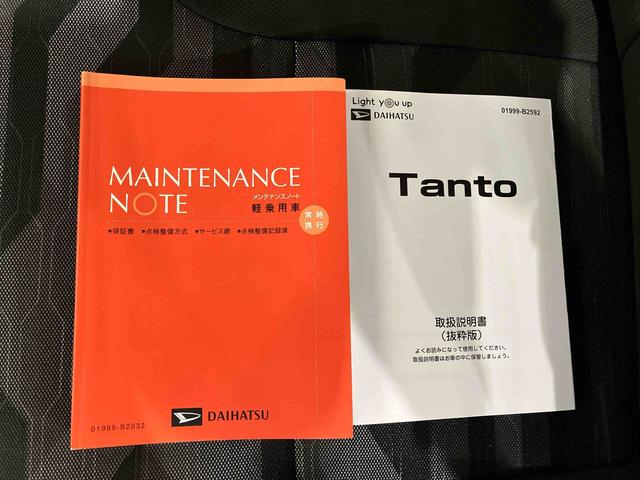 MAINTENANCE
NOTE
メンテナンスノート
軽乗用車
常時
携行
●保証書 ●点検整備方式 ●サービス網 ●点検整備記録簿
DAIHATSU
01989-B2032
Light you up
DAIHATSU
01999-B2592
Tanto
取扱説明書
（抜粋版）
よくお読みになって使用してください。
取扱説明書はお車の中に保管しましょう。